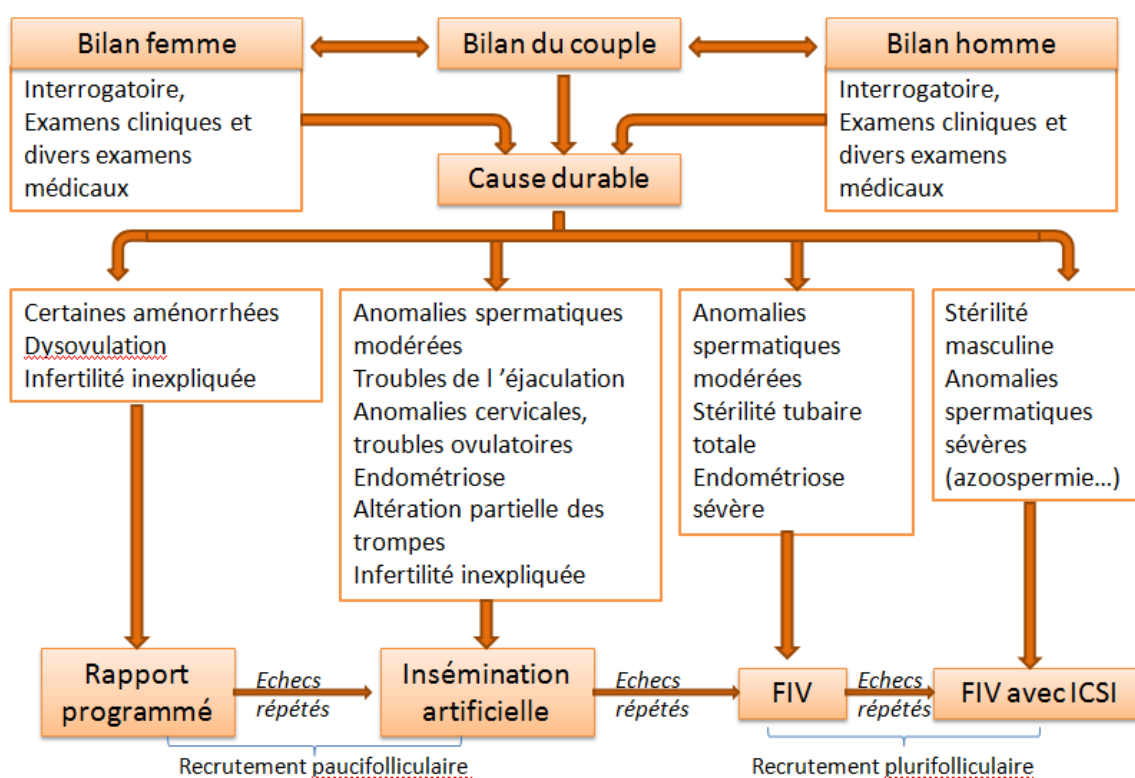 Bilan femme
Bilan du couple
Bilan homme
Interrogatoire,
Examens cliniques et
divers examens
médicaux
Interrogatoire,
Examens cliniques et
divers examens
médicaux
Cause durable
Certaines aménorrhées
Dysovulation
Infertilité inexpliquée
Anomalies spermatiques
modérées
Troubles de l ’éjaculation
Anomalies cervicales,
troubles ovulatoires
Endométriose
Altération partielle des
trompes
Infertilité inexpliquée
Anomalies
spermatiques
modérées
Stérilité tubaire
totale
Endométriose
sévère
Stérilité
masculine
Anomalies
spermatiques
sévères
(azoospermie…)
Rapport
programmé
Echecs
répétés
Insémination
artificielle
Echecs
répétés
FIV
Echecs
répétés
FIV avec ICSI
Recrutement paucifolliculaire
Recrutement plurifolliculaire